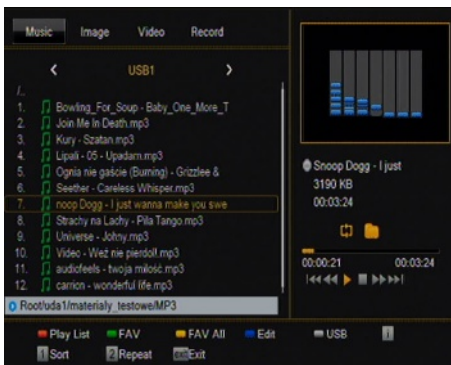 Music Image Video Record
USB1
/..
1. Bowling_For_Soup - Baby_One_More_T
2. Join Me In Death.mp3
3. Kury - Szatan.mp3
4. Lipali - 05 - Upadam.mp3
5. Ognia nie gaście (Burning) - Grizzlee &
6. Seether - Careless Whisper.mp3
7. noop Dogg - I just wanna make you swe
8. Strachy na Lachy - Piła Tango.mp3
9. Universe - Johny.mp3
10. Video - Weź nie pierdoll.mp3
11. audiofeels - twoja miłość.mp3
12. carrion - wonderful life.mp3
Root/uda1/materialy_testowe/MP3
Snoop Dogg - I just
3190 KB
00:03:24
00:00:21 00:03:24
Play List FAV FAV All Edit USB i
1 Sort 2 Repeat EXIT Exit